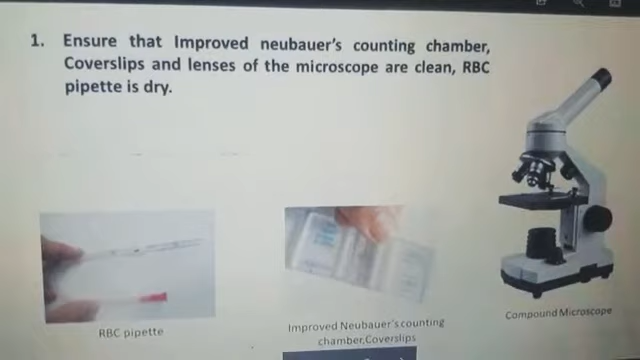 1. Ensure that Improved neubauer's counting chamber,
Coverslips and lenses of the microscope are clean, RBC
pipette is dry.
RBC pipette
Improved Neubauer's counting
chamber,Coverslips
Compound Microscope